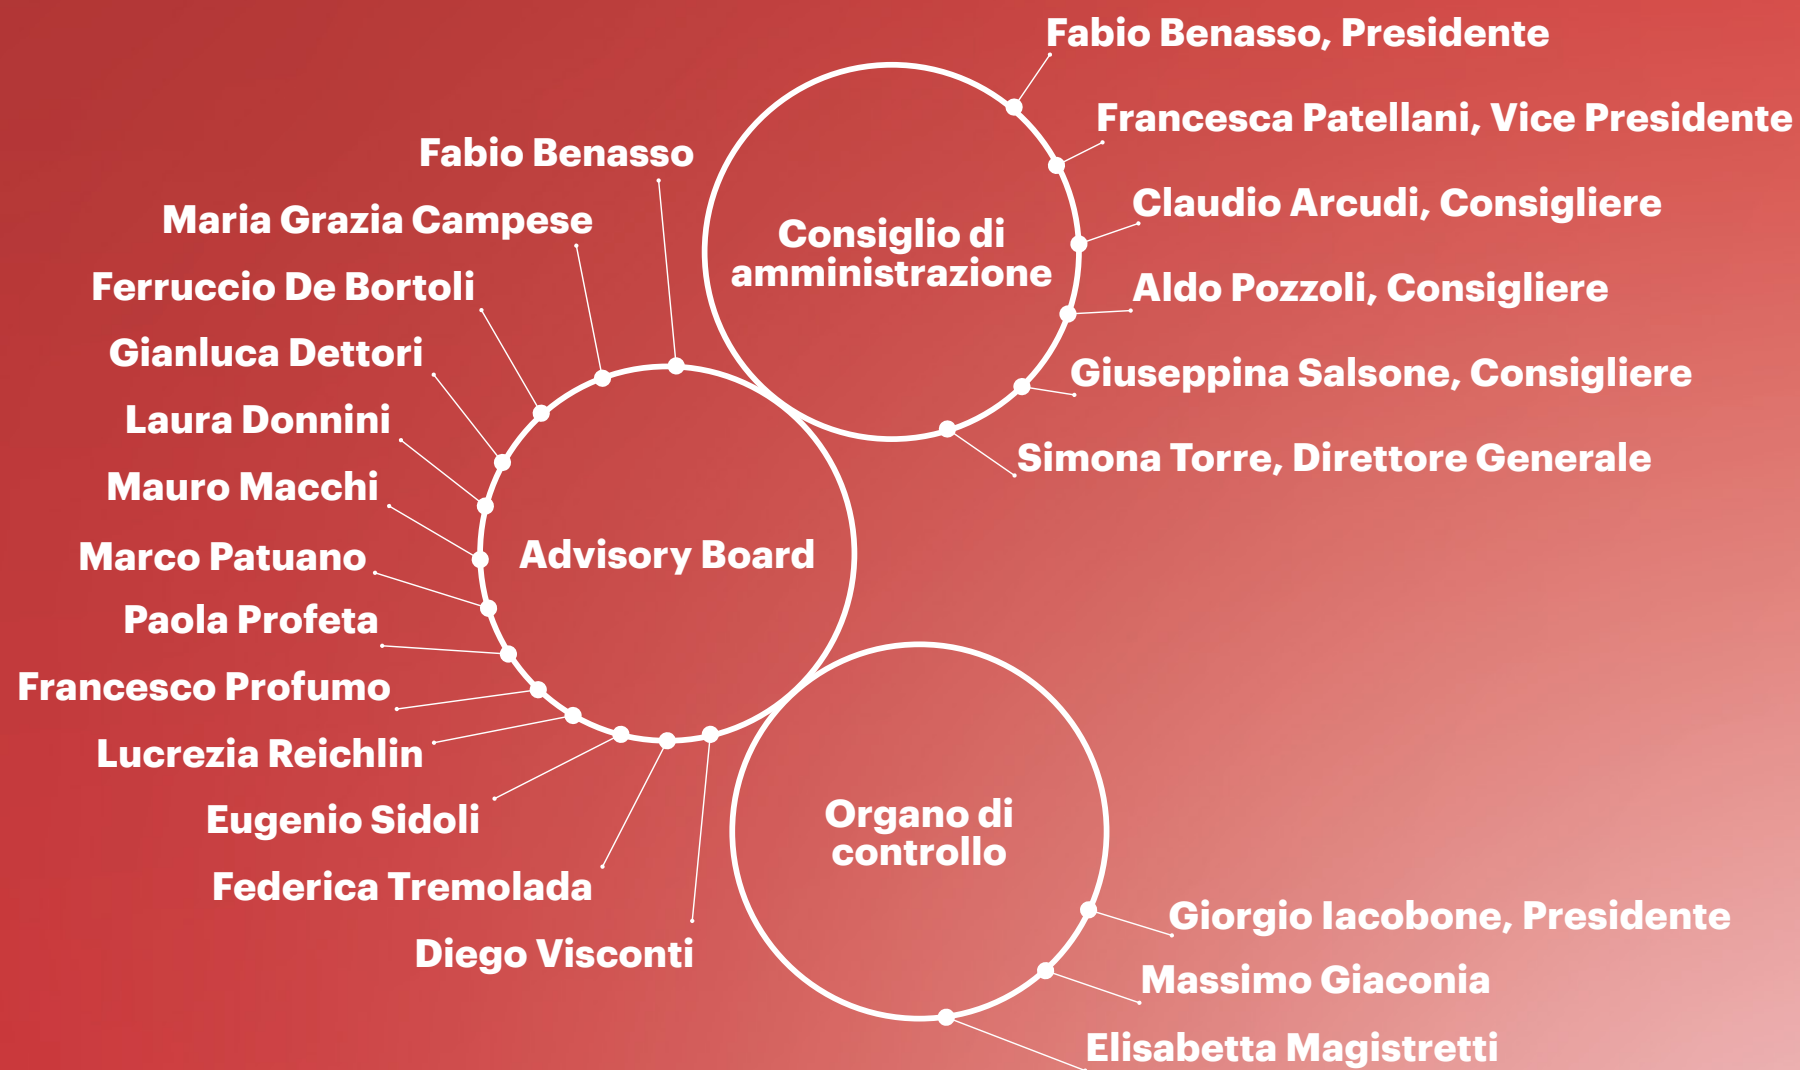 Fabio Benasso, Presidente
Francesca Patellani, Vice Presidente
Claudio Arcudi, Consigliere
Aldo Pozzoli, Consigliere
Giuseppina Salsone, Consigliere
Simona Torre, Direttore Generale
Consiglio di
amministrazione
Fabio Benasso
Maria Grazia Campese
Ferruccio De Bortoli
Gianluca Dettori
Laura Donnini
Mauro Macchi
Marco Patuano
Paola Profeta
Francesco Profumo
Lucrezia Reichlin
Eugenio Sidoli
Federica Tremolada
Diego Visconti
Advisory Board
Organo di
controllo
Giorgio Iacobone, Presidente
Massimo Giaconia
Elisabetta Magistretti